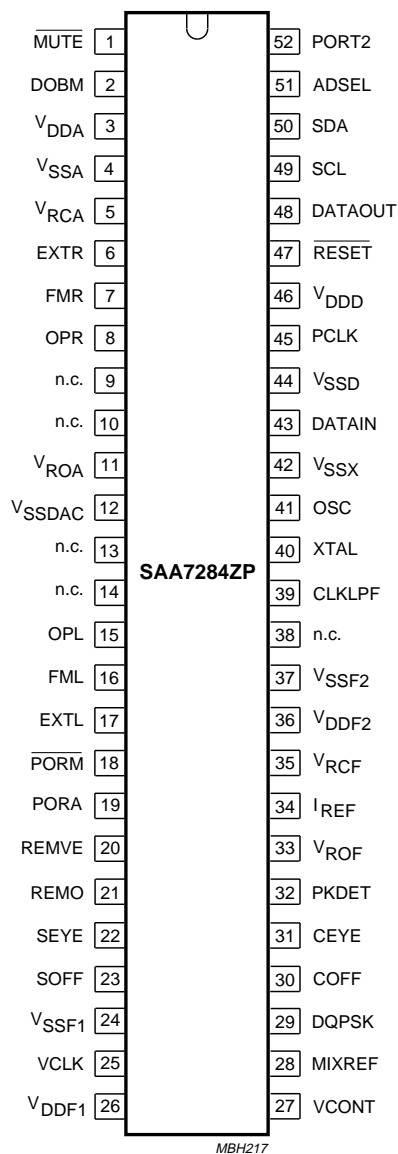 MUTE 1
DOBM 2
VDDA 3
VSSA 4
VRCA 5
EXTR 6
FMR 7
OPR 8
n.c. 9
n.c. 10
VROA 11
VSSDAC 12
n.c. 13
n.c. 14
OPL 15
FML 16
EXTL 17
PORM 18
PORA 19
REMVE 20
REMO 21
SEYE 22
SOFF 23
VSSF1 24
VCLK 25
VDDF1 26
SAA7284ZP
52 PORT2
51 ADSEL
50 SDA
49 SCL
48 DATAOUT
47 RESET
46 VDDD
45 PCLK
44 VSSD
43 DATAIN
42 VSSX
41 OSC
40 XTAL
39 CLKLPF
38 n.c.
37 VSSF2
36 VDDF2
35 VRCF
34 IREF
33 VROF
32 PKDET
31 CEYE
30 COFF
29 DQPSK
28 MIXREF
27 VCONT
MBH217